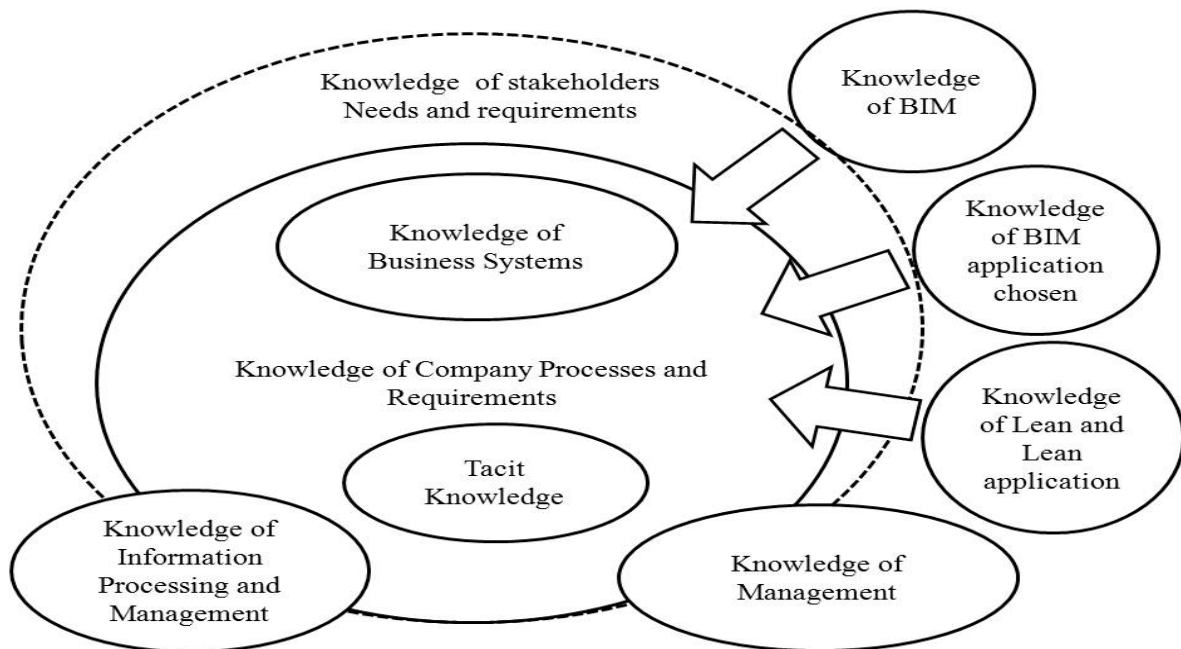 Knowledge of stakeholders
Needs and requirements
Knowledge
of BIM
Knowledge of
Business Systems
Knowledge
of BIM
application
chosen
Knowledge of Company Processes and
Requirements
Knowledge
of Lean and
Lean
application
Tacit
Knowledge
Knowledge of
Information
Processing and
Management
Knowledge of
Management